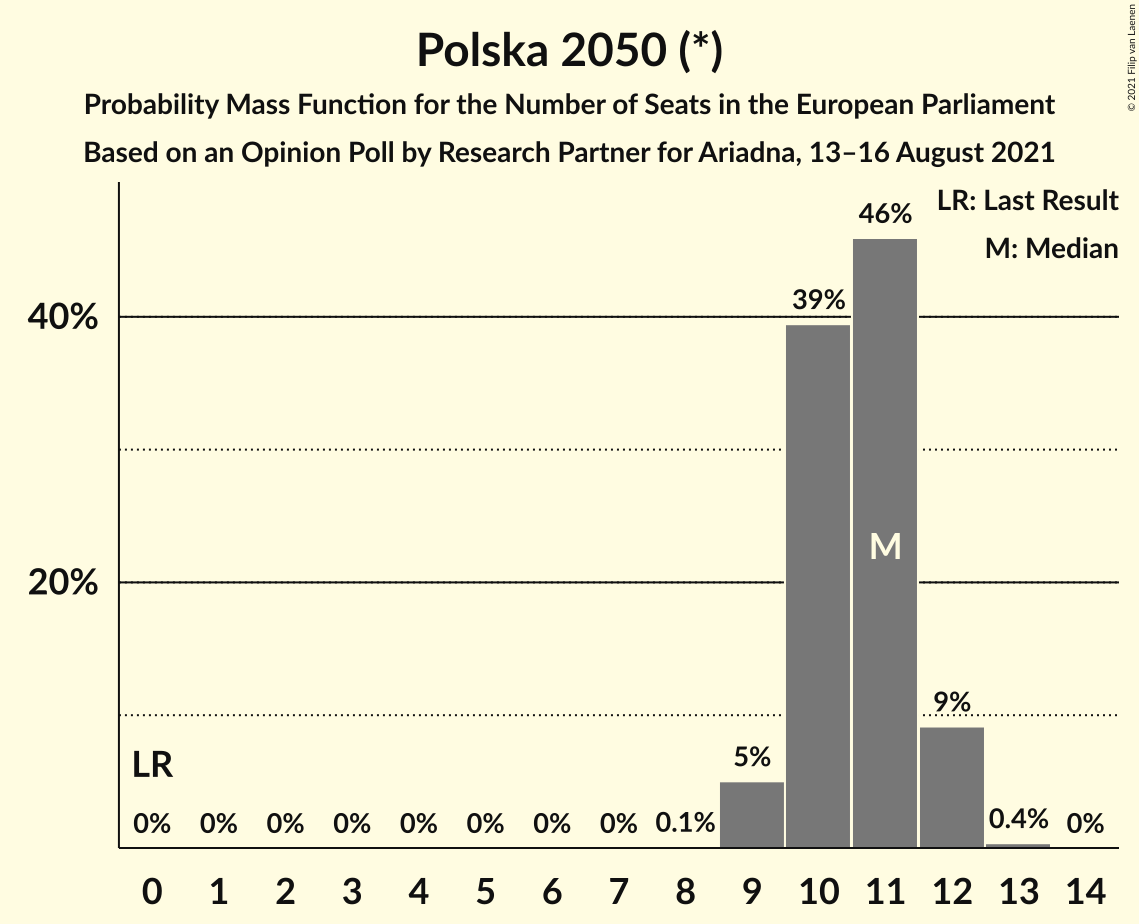 Polska 2050 (*)
Probability Mass Function for the Number of Seats in the European Parliament
Based on an Opinion Poll by Research Partner for Ariadna, 13–16 August 2021
© 2021 Filip van Laenen
LR: Last Result
M: Median
46%
39%
40%
M
20%
9%
5%
LR
0% 0% 0% 0% 0% 0% 0% 0% 0.1% 0.4% 0%
0 1 2 3 4 5 6 7 8 9 10 11 12 13 14